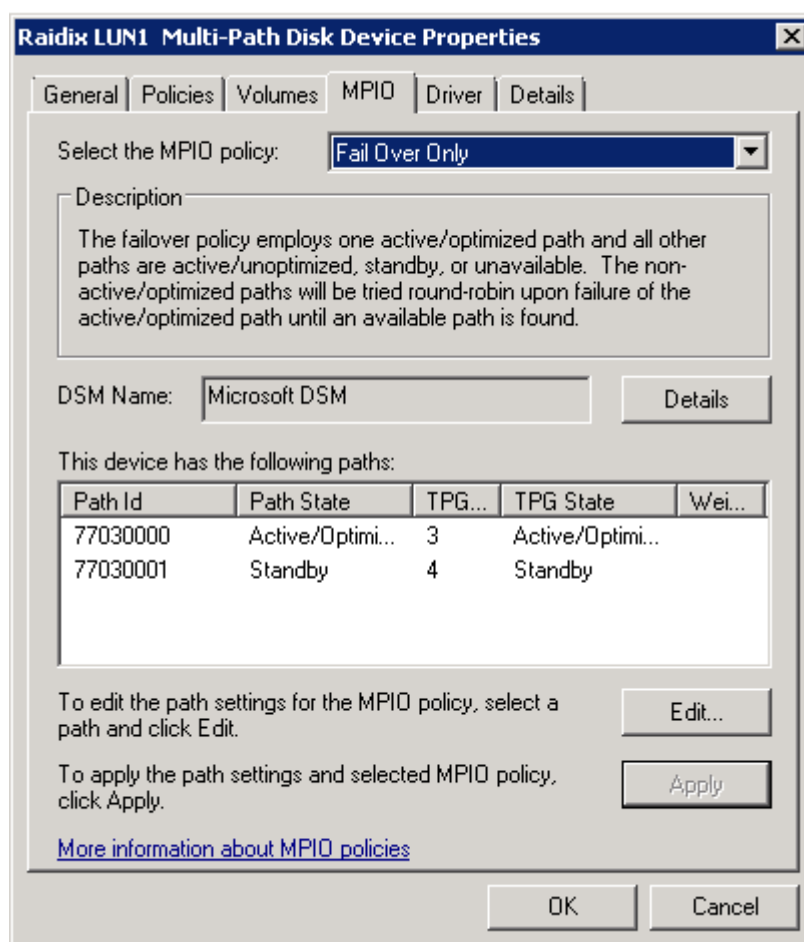 Raidix LUN1 Multi-Path Disk Device Properties
General Policies Volumes MPIO Driver Details
Select the MPIO policy: Fail Over Only
Description
The failover policy employs one active/optimized path and all other
paths are active/unoptimized, standby, or unavailable. The non-
active/optimized paths will be tried round-robin upon failure of the
active/optimized path until an available path is found.
DSM Name: Microsoft DSM Details
This device has the following paths:
Path Id Path State TPG... TPG State Wei...
77030000 Active/Optimi... 3 Active/Optimi...
77030001 Standby 4 Standby
To edit the path settings for the MPIO policy, select a
path and click Edit.
Edit...
To apply the path settings and selected MPIO policy,
click Apply.
Apply
More information about MPIO policies
OK Cancel